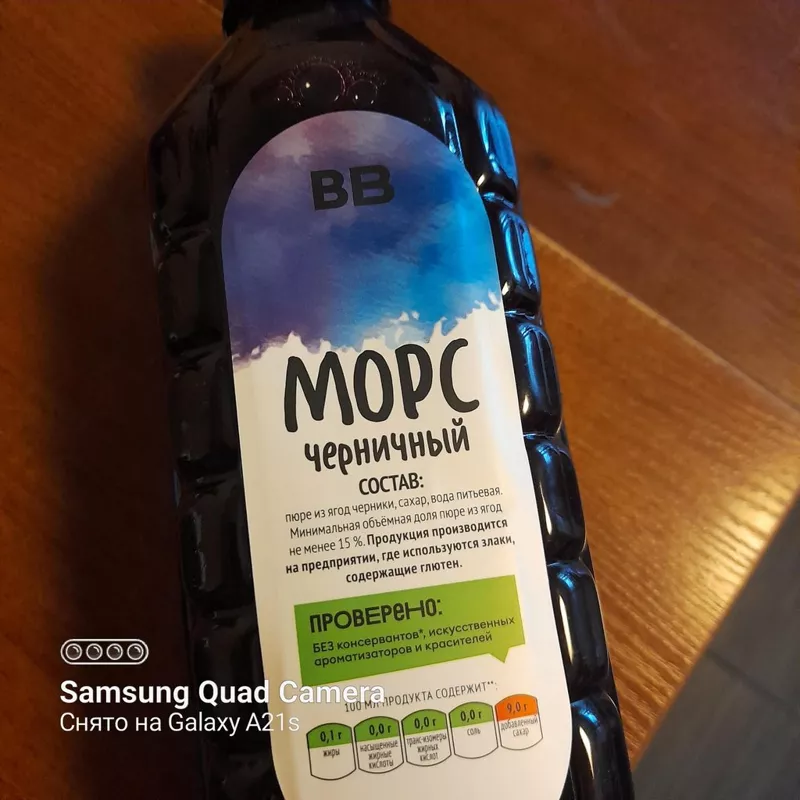 ВВ
МОРС
черничный
СОСТАВ:
пюре из ягод черники, сахар, вода питьевая.
Минимальная объёмная доля пюре из ягод
не менее 15 %. Продукция производится
на предприятии, где используются злаки,
содержащие глютен.
ПРОВЕРЕНО:
БЕЗ консервантов*, искусственных
ароматизаторов и красителей
100 МЛ ПРОДУКТА СОДЕРЖИТ**:
0,1 г 0,0 г 0,0 г 0,0 г 9,0 г
жиры насыщенные жирные кислоты транс-изомеры жирных кислот соль добавленный сахар
Samsung Quad Camera
Снято на Galaxy A21s